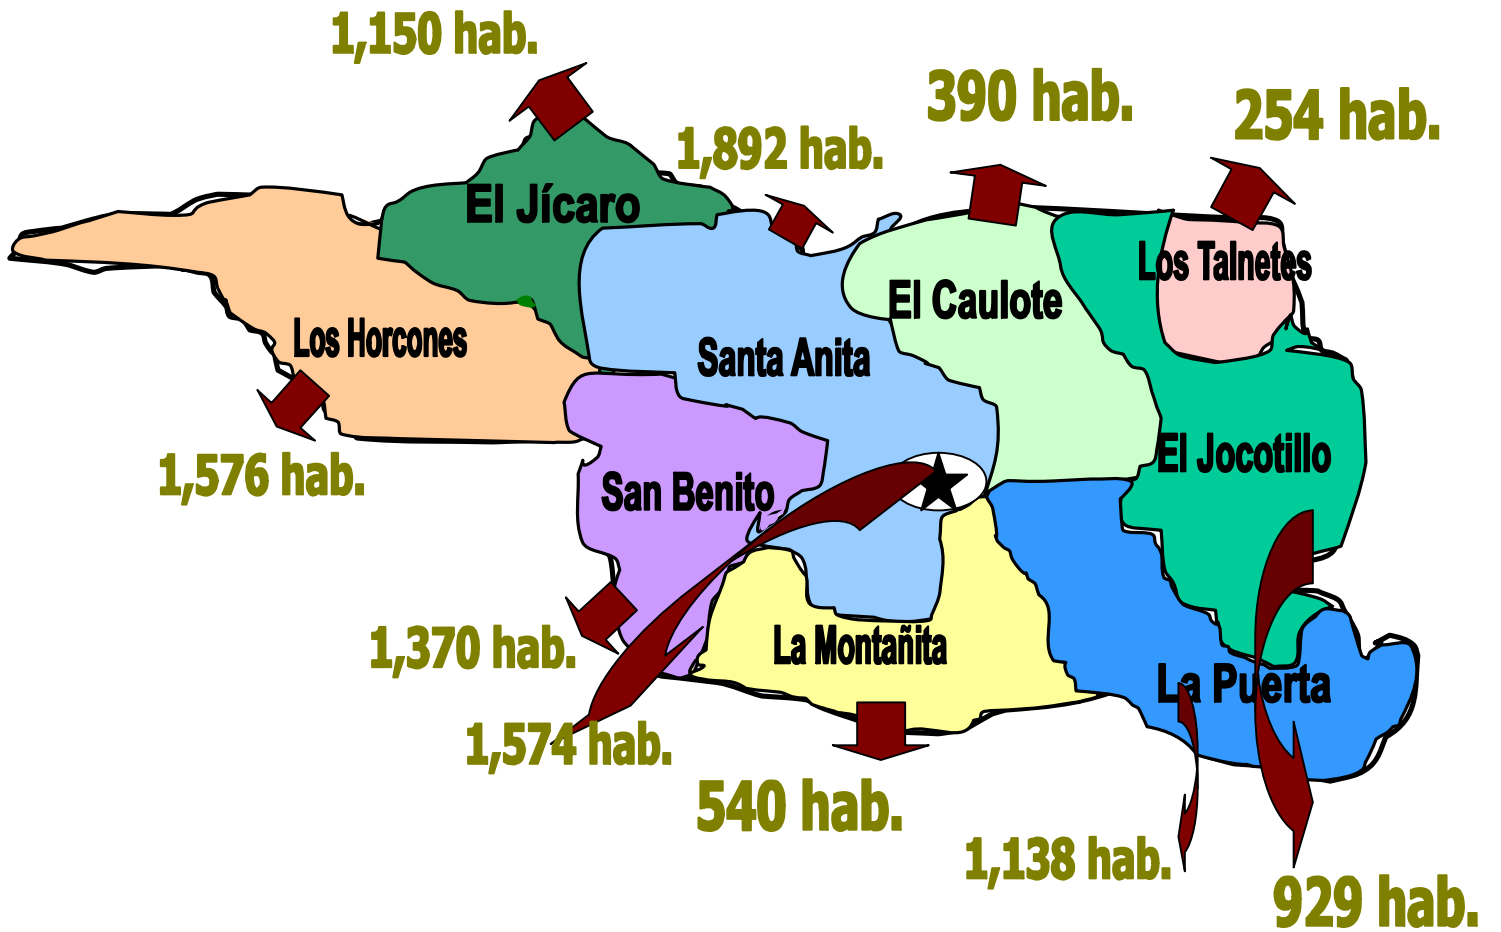 1,150 hab.
390 hab.
254 hab.
1,892 hab.
El Jícaro
Los Talnetes
El Caulote
Los Horcones
Santa Anita
El Jocotillo
1,576 hab.
San Benito
1,370 hab.
La Montañita
La Puerta
1,574 hab.
540 hab.
1,138 hab.
929 hab.